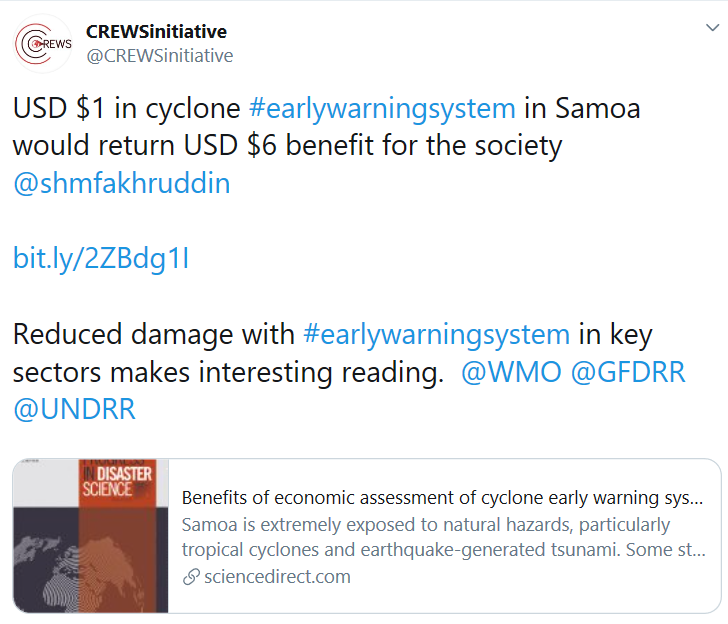 CREWS
CREWSinitiative
@CREWSinitiative
USD $1 in cyclone #earlywarningsystem in Samoa
would return USD $6 benefit for the society
@shmfakhruddin
bit.ly/2ZBdg1l
Reduced damage with #earlywarningsystem in key
sectors makes interesting reading. @WMO @GFDRR
@UNDRR
IN DISASTER
SCIENCE
Benefits of economic assessment of cyclone early warning sys...
Samoa is extremely exposed to natural hazards, particularly
tropical cyclones and earthquake-generated tsunami. Some st...
sciencedirect.com